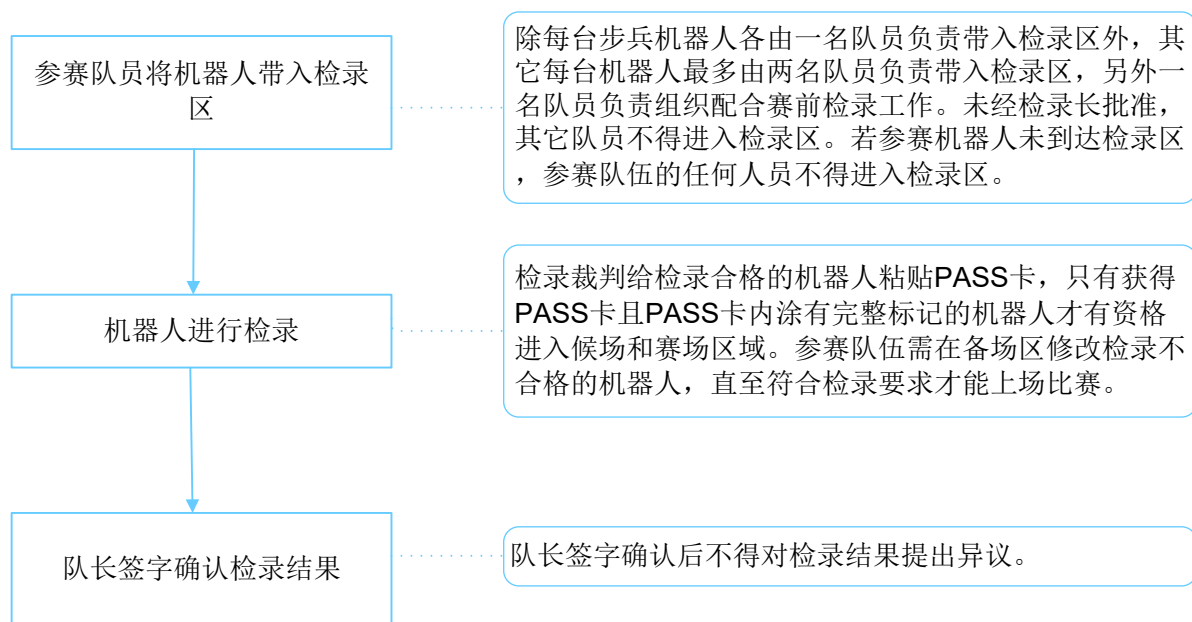 参赛队员将机器人带入检录
区
除每台步兵机器人各由一名队员负责带入检录区外，其
它每台机器人最多由两名队员负责带入检录区，另外一
名队员负责组织配合赛前检录工作。未经检录长批准，
其它队员不得进入检录区。若参赛机器人未到达检录区
，参赛队伍的任何人员不得进入检录区。
机器人进行检录
检录裁判给检录合格的机器人粘贴PASS卡，只有获得
PASS卡且PASS卡内涂有完整标记的机器人才有资格
进入候场和赛场区域。参赛队伍需在备场区修改检录不
合格的机器人，直至符合检录要求才能上场比赛。
队长签字确认检录结果
队长签字确认后不得对检录结果提出异议。